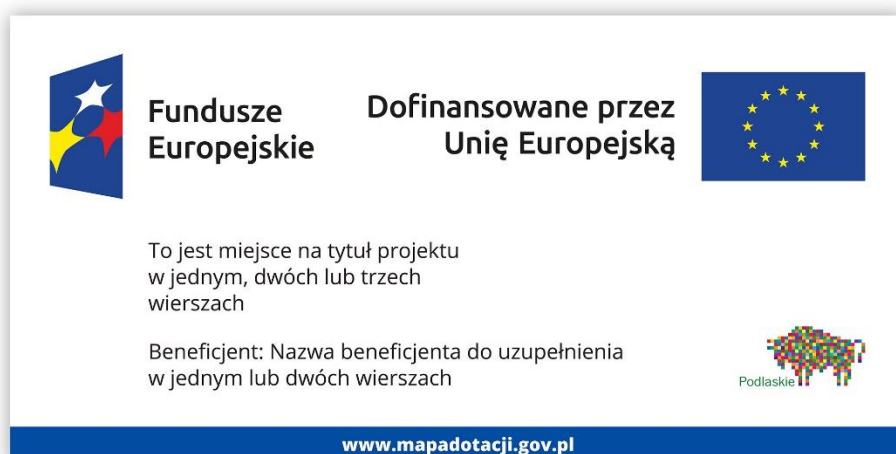 Fundusze
Europejskie
Dofinansowane przez
Unię Europejską
To jest miejsce na tytuł projektu
w jednym, dwóch lub trzech
wierszach
Beneficjent: Nazwa beneficjenta do uzupełnienia
w jednym lub dwóch wierszach
Podlaskie
www.mapadotacji.gov.pl